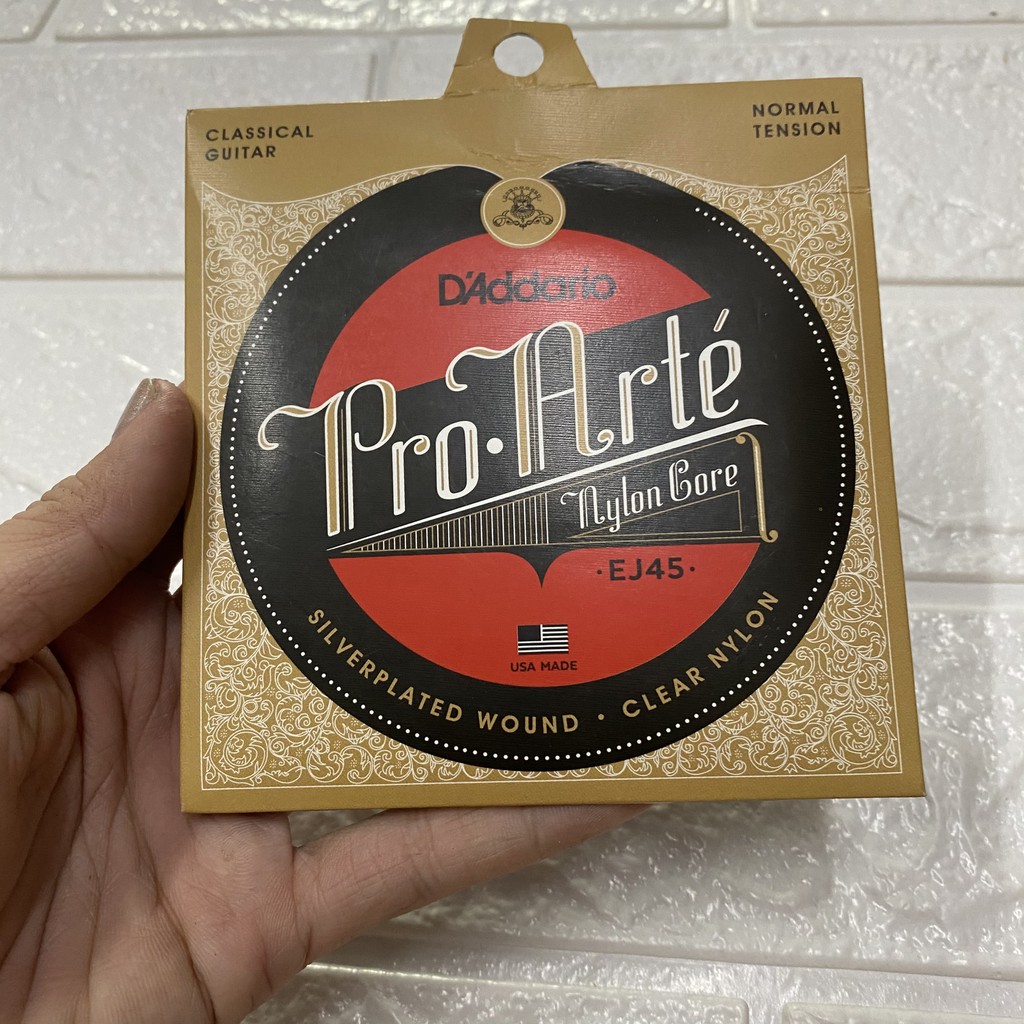 CLASSICAL
GUITAR
NORMAL
TENSION
D'Addario
Pro·Arté
Nylon Core
·EJ45·
USA MADE
SILVERPLATED WOUND · CLEAR NYLON